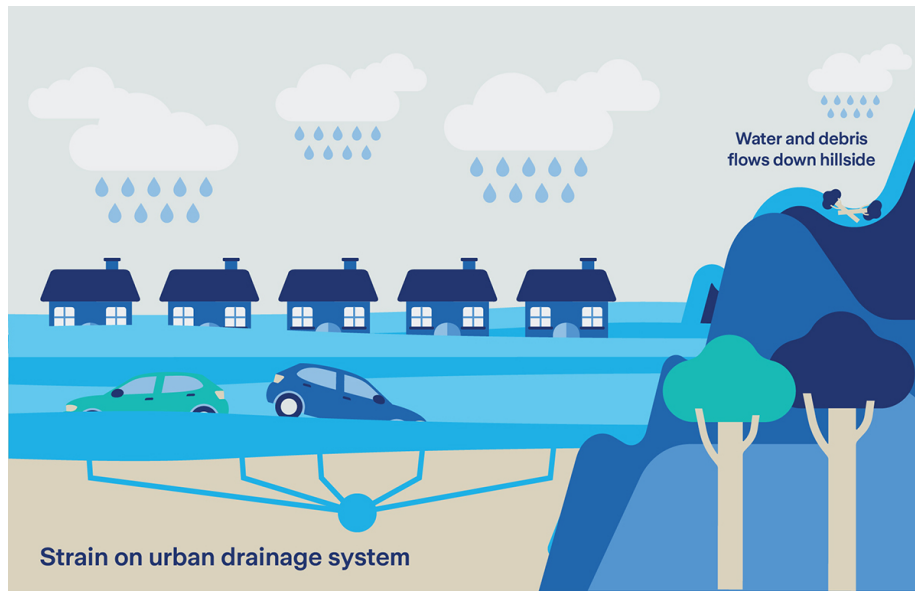 Water and debris
flows down hillside
Strain on urban drainage system